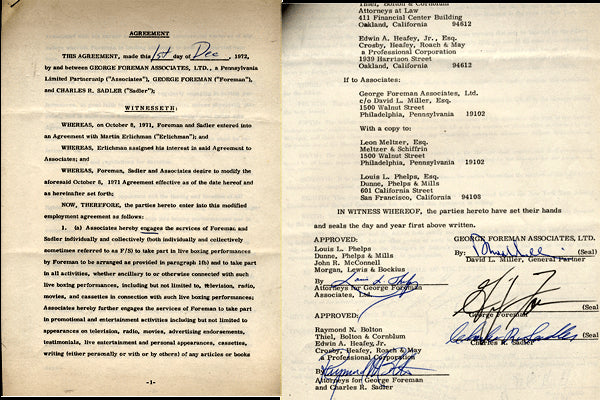 AGREEMENT
THIS AGREEMENT, made this 1st day of Dec, 1972,
by and between GEORGE FOREMAN ASSOCIATES, LTD., a Pennsylvania
Limited Partnership ("Associates"), GEORGE FOREMAN ("Foreman"),
and CHARLES R. SADLER ("Sadler");
WITNESSETH:
WHEREAS, on October 8, 1971, Foreman and Sadler entered into
an Agreement with Martin Erlichman ("Erlichman"); and
WHEREAS, Erlichman assigned his interest in said Agreement to
Associates; and
WHEREAS, Foreman, Sadler and Associates desire to modify the
aforesaid October 8, 1971 Agreement effective as of the date hereof and
as hereinafter set forth;
NOW, THEREFORE, the parties hereto enter into this modified
employment agreement as follows:
1. (a) Associates hereby engages the services of Foreman and
Sadler individually and collectively (both individually and collectively
sometimes referred to as F/S) to take part in live boxing performances
by Foreman to be arranged as provided in paragraph 1(b) and to take part
in all activities, whether ancillary to or otherwise connected with such
live boxing performances, including but not limited to, television, radio,
movies, and cassettes in connection with such live boxing performances;
Associates hereby further engages the services of Foreman to take part
in promotional and entertainment activities including but not limited to
appearances on television, radio, movies, advertising endorsements,
testimonials, live entertainment and personal appearances, cassettes,
writing (either personally or with or by others) of any articles or books
-1-
Thiel, Bolton & Cornblum
Attorneys at Law
411 Financial Center Building
Oakland, California 94612
Edwin A. Heafey, Jr., Esq.
Crosby, Heafey, Roach & May
a Professional Corporation
1939 Harrison Street
Oakland, California 94612
If to Associates:
George Foreman Associates, Ltd.
c/o David L. Miller, Esq.
1500 Walnut Street
Philadelphia, Pennsylvania 19102
With a copy to:
Leon Meltzer, Esq.
Meltzer & Schiffrin
1500 Walnut Street
Philadelphia, Pennsylvania 19102
Louis L. Phelps, Esq.
Dunne, Phelps & Mills
601 California Street
San Francisco, California 94108
IN WITNESS WHEREOF, the parties hereto have set their hands
and seals the day and year first above written.
APPROVED:
Louis L. Phelps
Dunne, Phelps & Mills
John R. McConnell
Morgan, Lewis & Bockius
By Louis L. Phelps
Attorneys for George Foreman
Associates, Ltd.
GEORGE FOREMAN ASSOCIATES, LTD.
By: (Seal)
David L. Miller, General Partner
(Seal
George Foreman
Charles R. Sadler (Seal
Charles R. Sadler
APPROVED:
Raymond N. Bolton
Thiel, Bolton & Cornblum
Edwin A. Heafey, Jr.
Crosby, Heafey, Roach & May
a Professional Corporation
By
Attorneys for George Foreman
and Charles R. Sadler